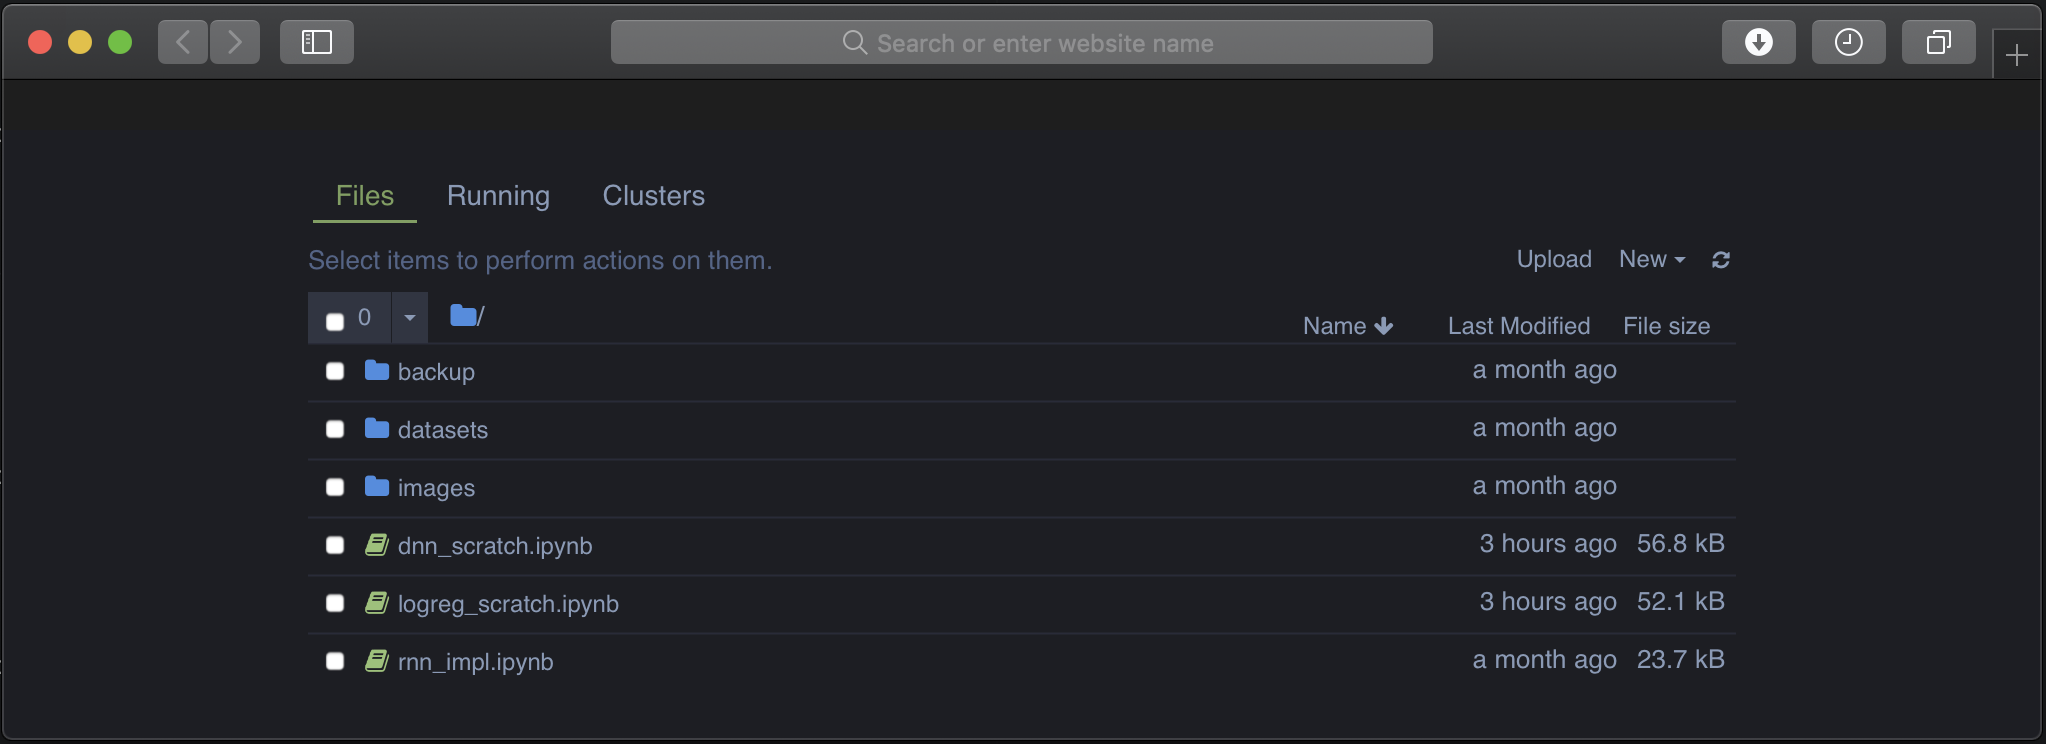 Search or enter website name
Files Running Clusters
Select items to perform actions on them.
Upload New
0 /
Name Last Modified File size
backup a month ago
datasets a month ago
images a month ago
dnn_scratch.ipynb 3 hours ago 56.8 kB
logreg_scratch.ipynb 3 hours ago 52.1 kB
rnn_impl.ipynb a month ago 23.7 kB